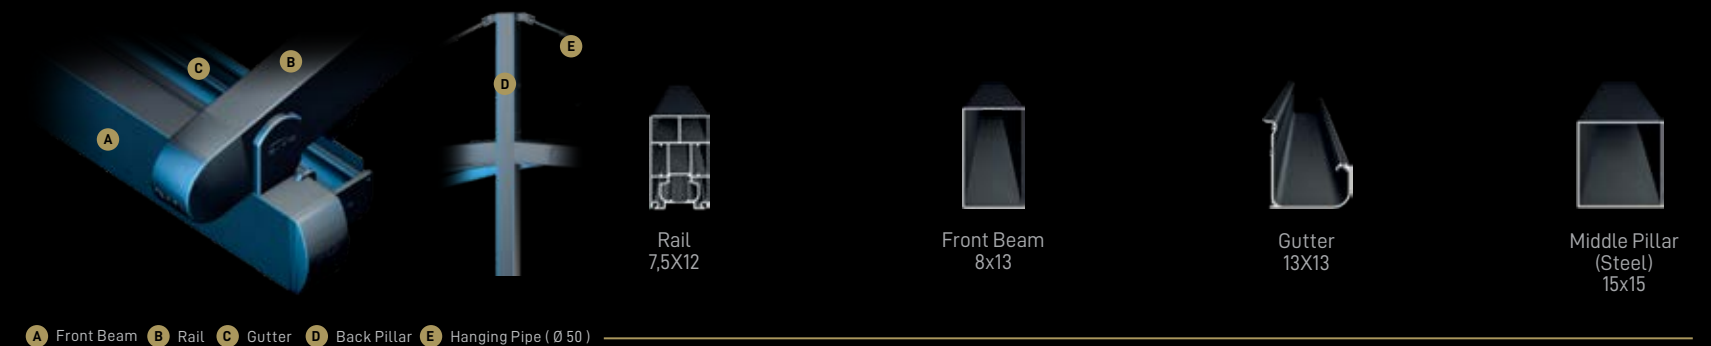 C
B
A
D
E
Rail
7,5X12
Front Beam
8x13
Gutter
13X13
Middle Pillar
(Steel)
15x15
A Front Beam B Rail C Gutter D Back Pillar E Hanging Pipe ( Ø 50 )